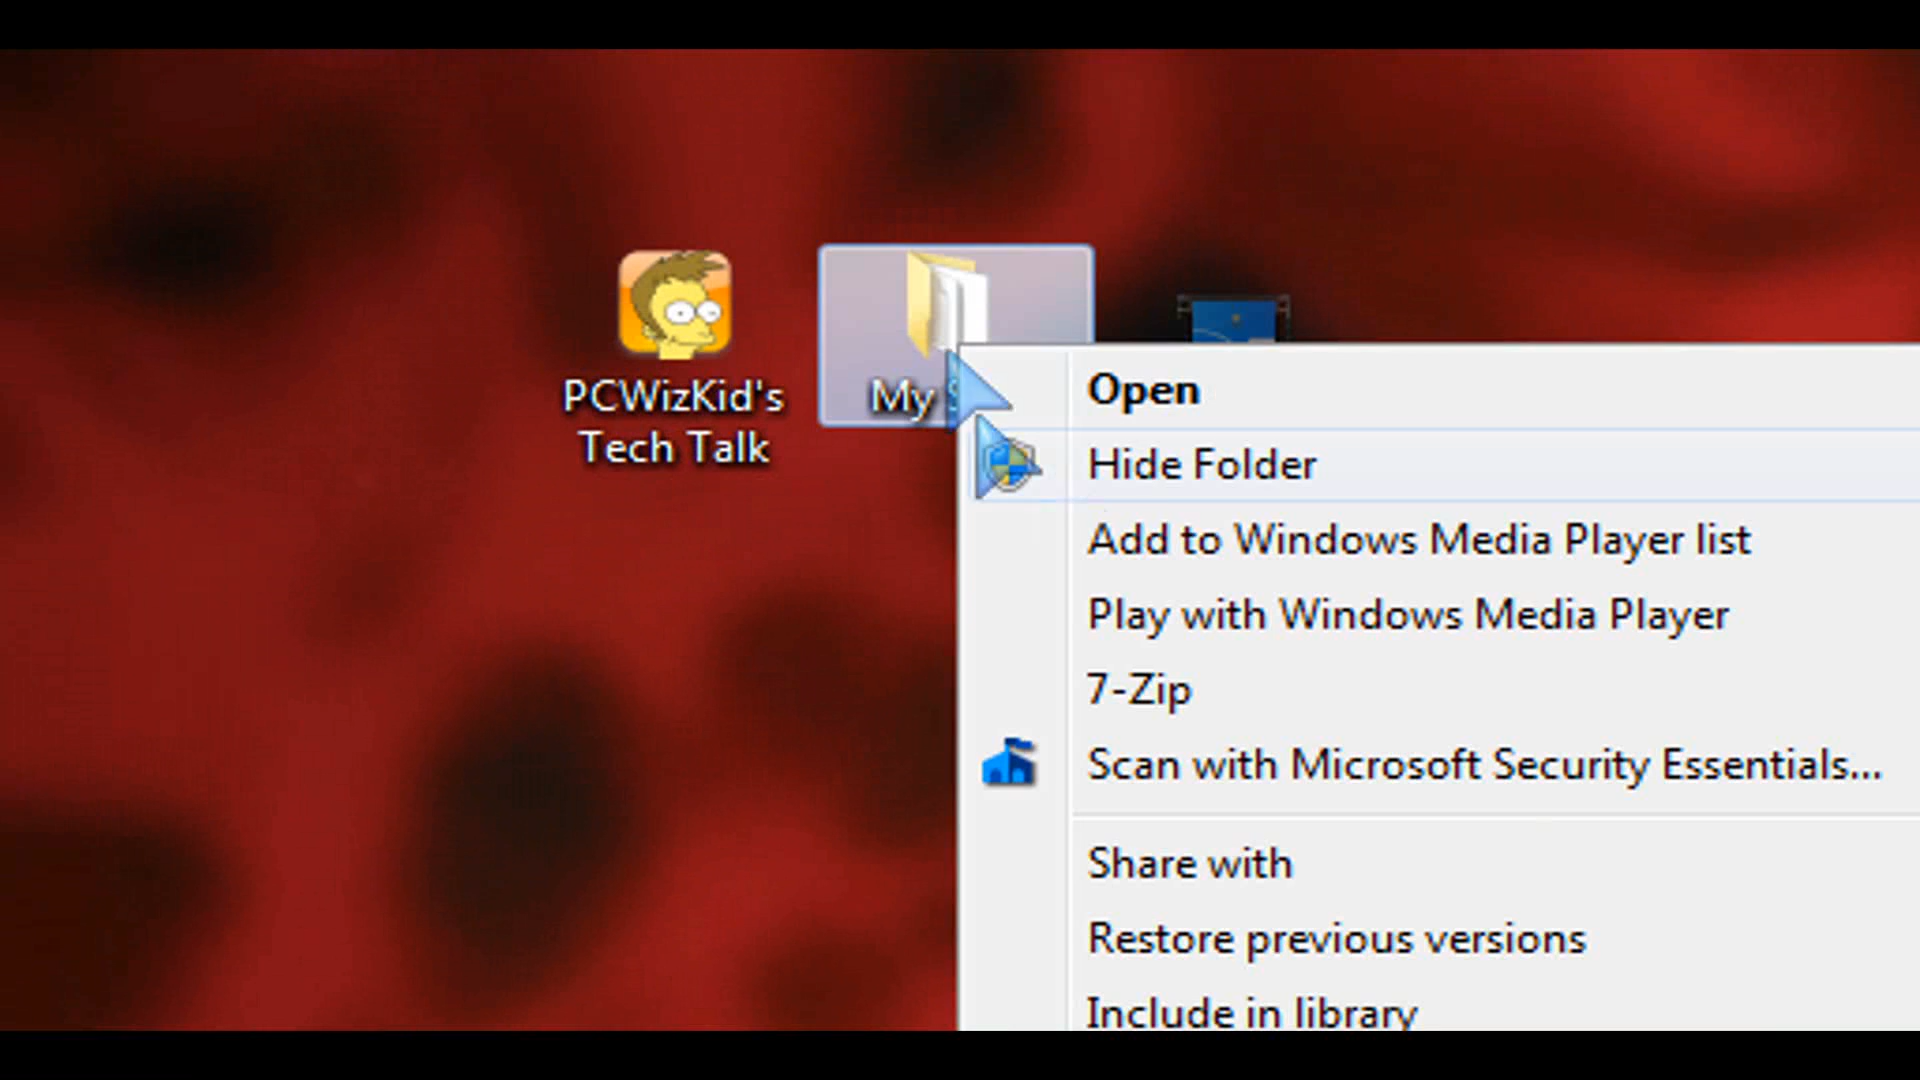 PCWizKid's
Tech Talk
My
Open
Hide Folder
Add to Windows Media Player list
Play with Windows Media Player
7-Zip
Scan with Microsoft Security Essentials...
Share with
Restore previous versions
Include in library